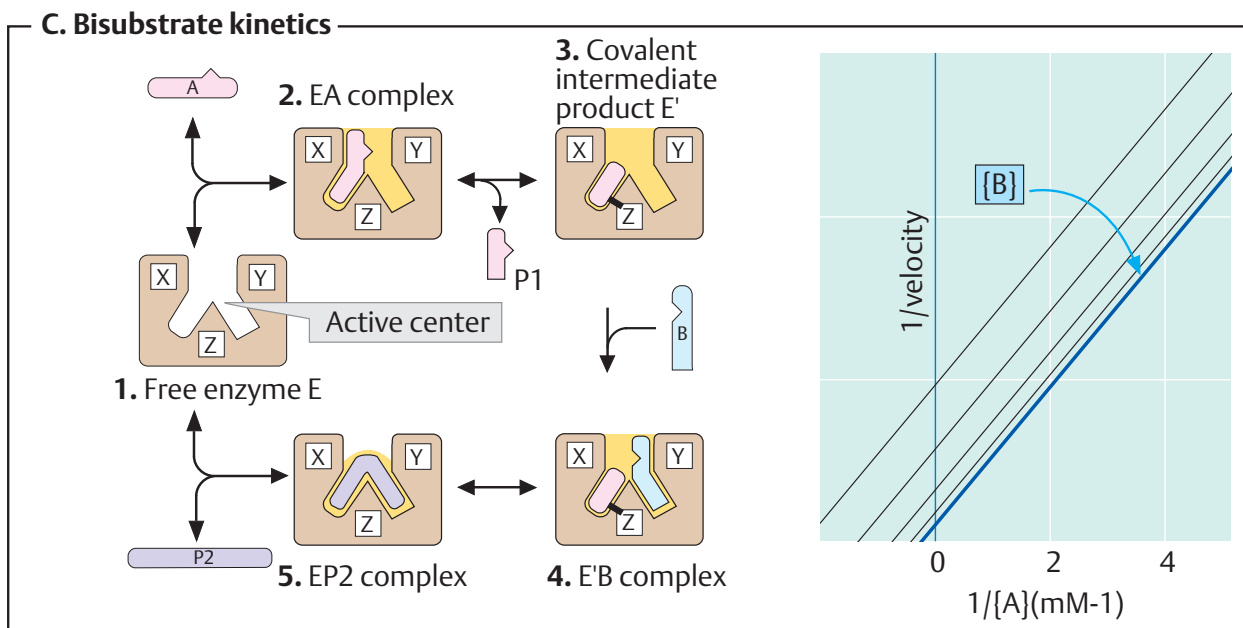 C. Bisubstrate kinetics
A
2. EA complex
3. Covalent
intermediate
product E'
X
Y
Z
X
Y
Z
P1
X
Y
Z
Active center
B
1. Free enzyme E
X
Y
Z
X
Y
Z
P2
5. EP2 complex
4. E'B complex
{B}
1/velocity
0
2
4
1/{A}(mM-1)